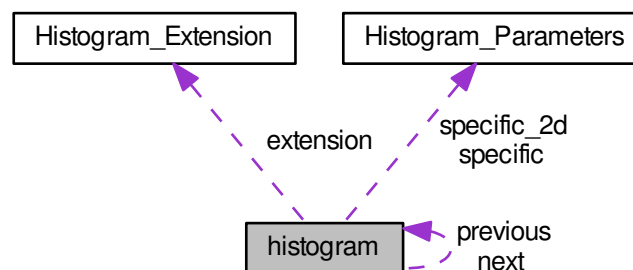 Histogram_Extension
Histogram_Parameters
extension
specific_2d
specific
histogram
previous
next